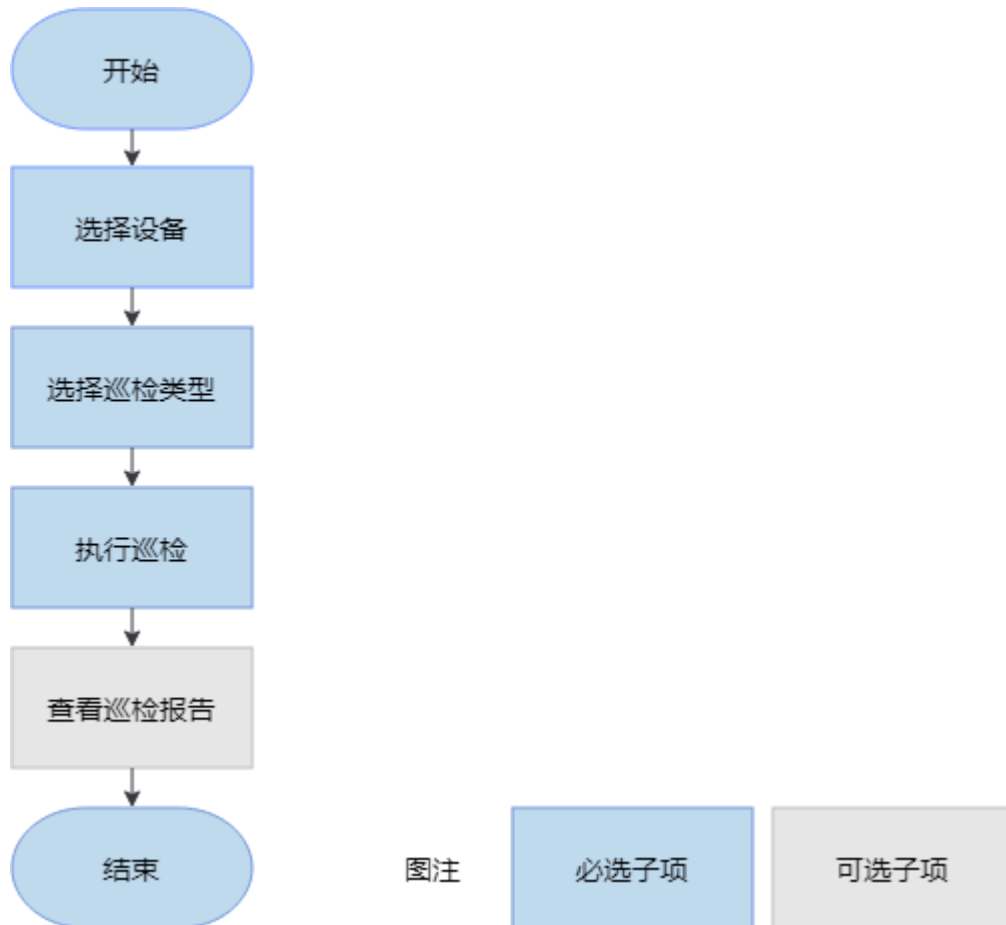 开始
选择设备
选择巡检类型
执行巡检
查看巡检报告
结束
图注
必选子项
可选子项